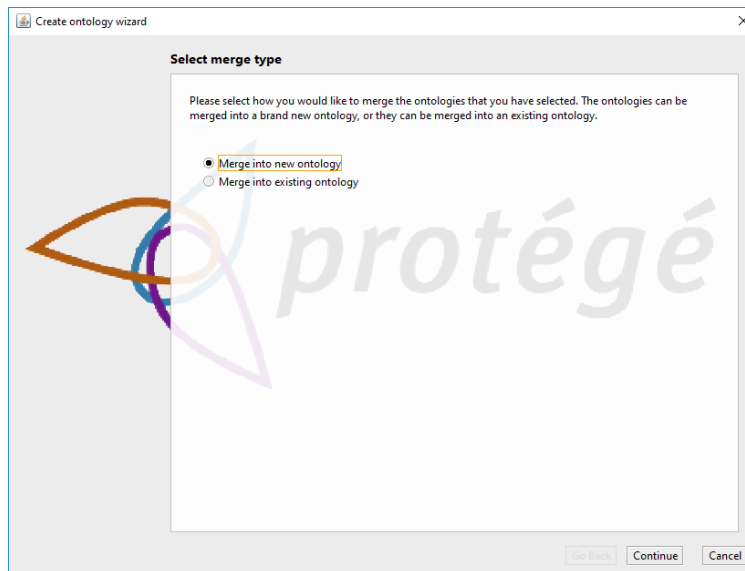 Create ontology wizard
Select merge type
Please select how you would like to merge the ontologies that you have selected. The ontologies can be
merged into a brand new ontology, or they can be merged into an existing ontology.
Merge into new ontology
Merge into existing ontology
protégé
Go Back Continue Cancel